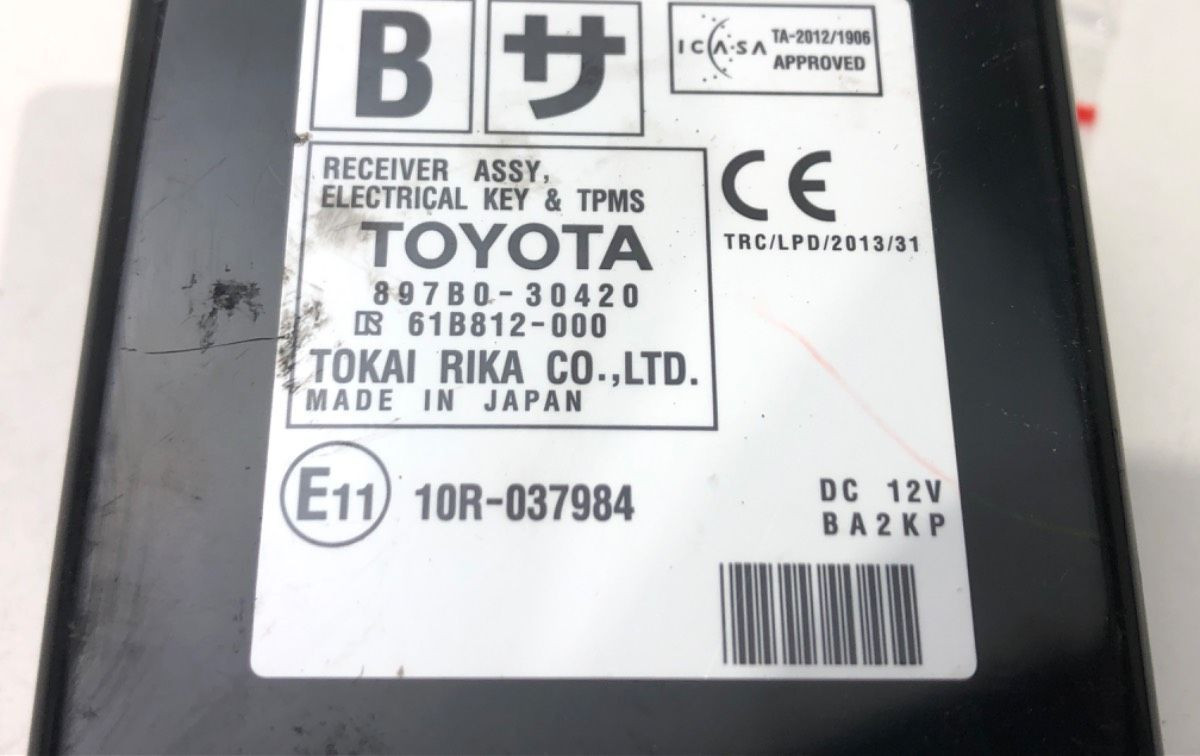 B サ
ICASA TA-2012/1906
APPROVED
RECEIVER ASSY,
ELECTRICAL KEY & TPMS
TOYOTA
897B0-30420
61B812-000
TOKAI RIKA CO.,LTD.
MADE IN JAPAN
CE
TRC/LPD/2013/31
E11 10R-037984
DC 12V
BA2KP